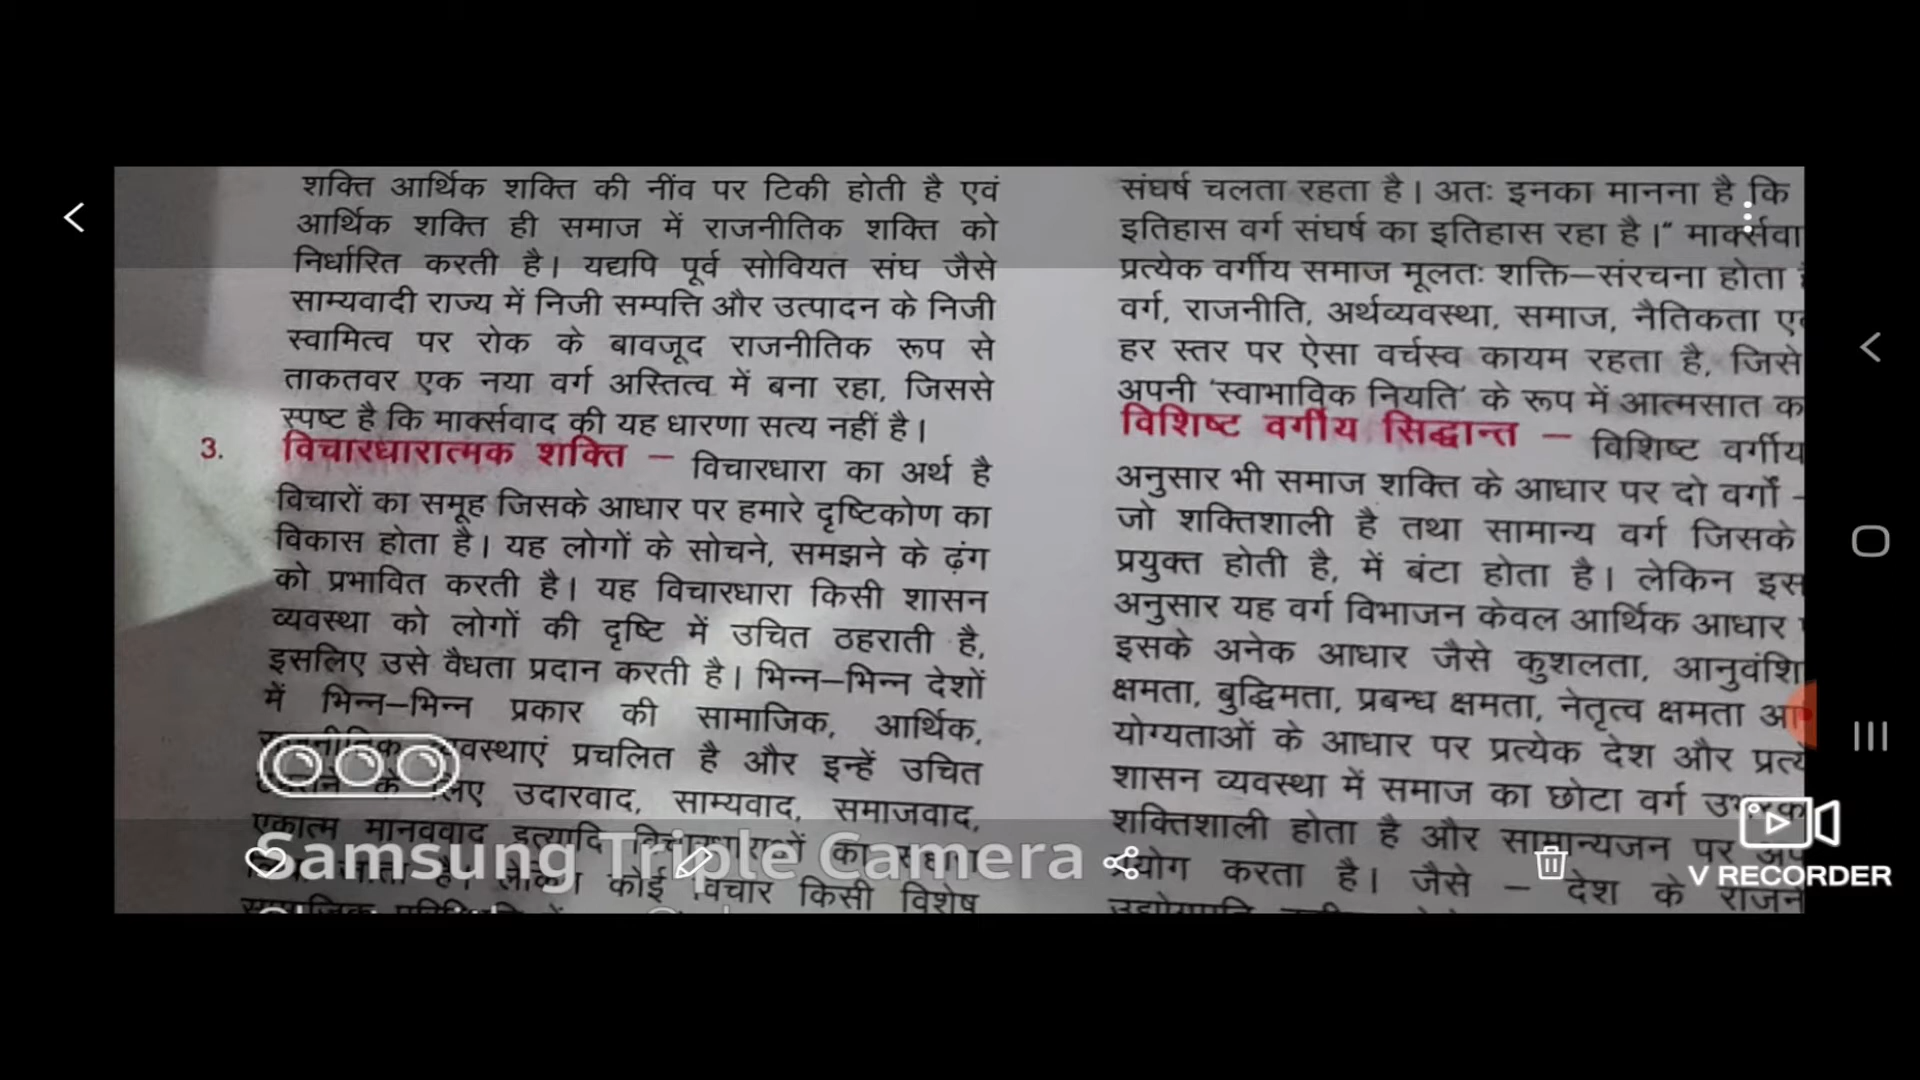 शक्ति आर्थिक शक्ति की नींव पर टिकी होती है एवं
आर्थिक शक्ति ही समाज में राजनीतिक शक्ति को
निर्धारित करती है। यद्यपि पूर्व सोवियत संघ जैसे
साम्यवादी राज्य में निजी सम्पत्ति और उत्पादन के निजी
स्वामित्व पर रोक के बावजूद राजनीतिक रूप से
ताकतवर एक नया वर्ग अस्तित्व में बना रहा, जिससे
स्पष्ट है कि मार्क्सवाद की यह धारणा सत्य नहीं है।
3. विचारधारात्मक शक्ति – विचारधारा का अर्थ है
विचारों का समूह जिसके आधार पर हमारे दृष्टिकोण का
विकास होता है। यह लोगों के सोचने, समझने के ढ़ंग
को प्रभावित करती है। यह विचारधारा किसी शासन
व्यवस्था को लोगों की दृष्टि में उचित ठहराती है,
इसलिए उसे वैधता प्रदान करती है। भिन्न–भिन्न देशों
में भिन्न–भिन्न प्रकार की सामाजिक, आर्थिक,
व्यवस्थाएं प्रचलित है और इन्हें उचित
के लिए उदारवाद, साम्यवाद, समाजवाद,
एकात्म मानववाद इत्यादि का
कोई विचार किसी विशेष
संघर्ष चलता रहता है। अतः इनका मानना है कि
इतिहास वर्ग संघर्ष का इतिहास रहा है।“ मार्क्सवा
प्रत्येक वर्गीय समाज मूलतः शक्ति–संरचना होता
वर्ग, राजनीति, अर्थव्यवस्था, समाज, नैतिकता ए
हर स्तर पर ऐसा वर्चस्व कायम रहता है, जिसे
अपनी ‘स्वाभाविक नियति’ के रूप में आत्मसात क
विशिष्ट वर्गीय सिद्धान्त – विशिष्ट वर्गीय
अनुसार भी समाज शक्ति के आधार पर दो वर्गों –
जो शक्तिशाली है तथा सामान्य वर्ग जिसके
प्रयुक्त होती है, में बंटा होता है। लेकिन इस
अनुसार यह वर्ग विभाजन केवल आर्थिक आधार
इसके अनेक आधार जैसे कुशलता, आनुवंशि
क्षमता, बुद्धिमता, प्रबन्ध क्षमता, नेतृत्व क्षमता आ
योग्यताओं के आधार पर प्रत्येक देश और प्रत्ये
शासन व्यवस्था में समाज का छोटा वर्ग
शक्तिशाली होता है और सामान्यजन पर अप
प्रयोग करता है। जैसे – देश के राजन
Samsung Triple Camera
V RECORDER